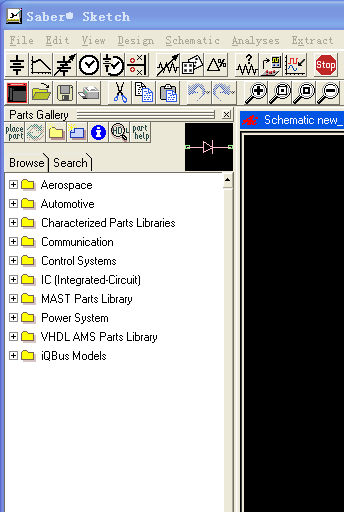 Saber® Sketch
File Edit View Design Schematic Analyses Extract
Stop
Parts Gallery
place part HDL part help
Schematic new_
Browse Search
Aerospace
Automotive
Characterized Parts Libraries
Communication
Control Systems
IC (Integrated-Circuit)
MAST Parts Library
Power System
VHDL AMS Parts Library
iQBus Models